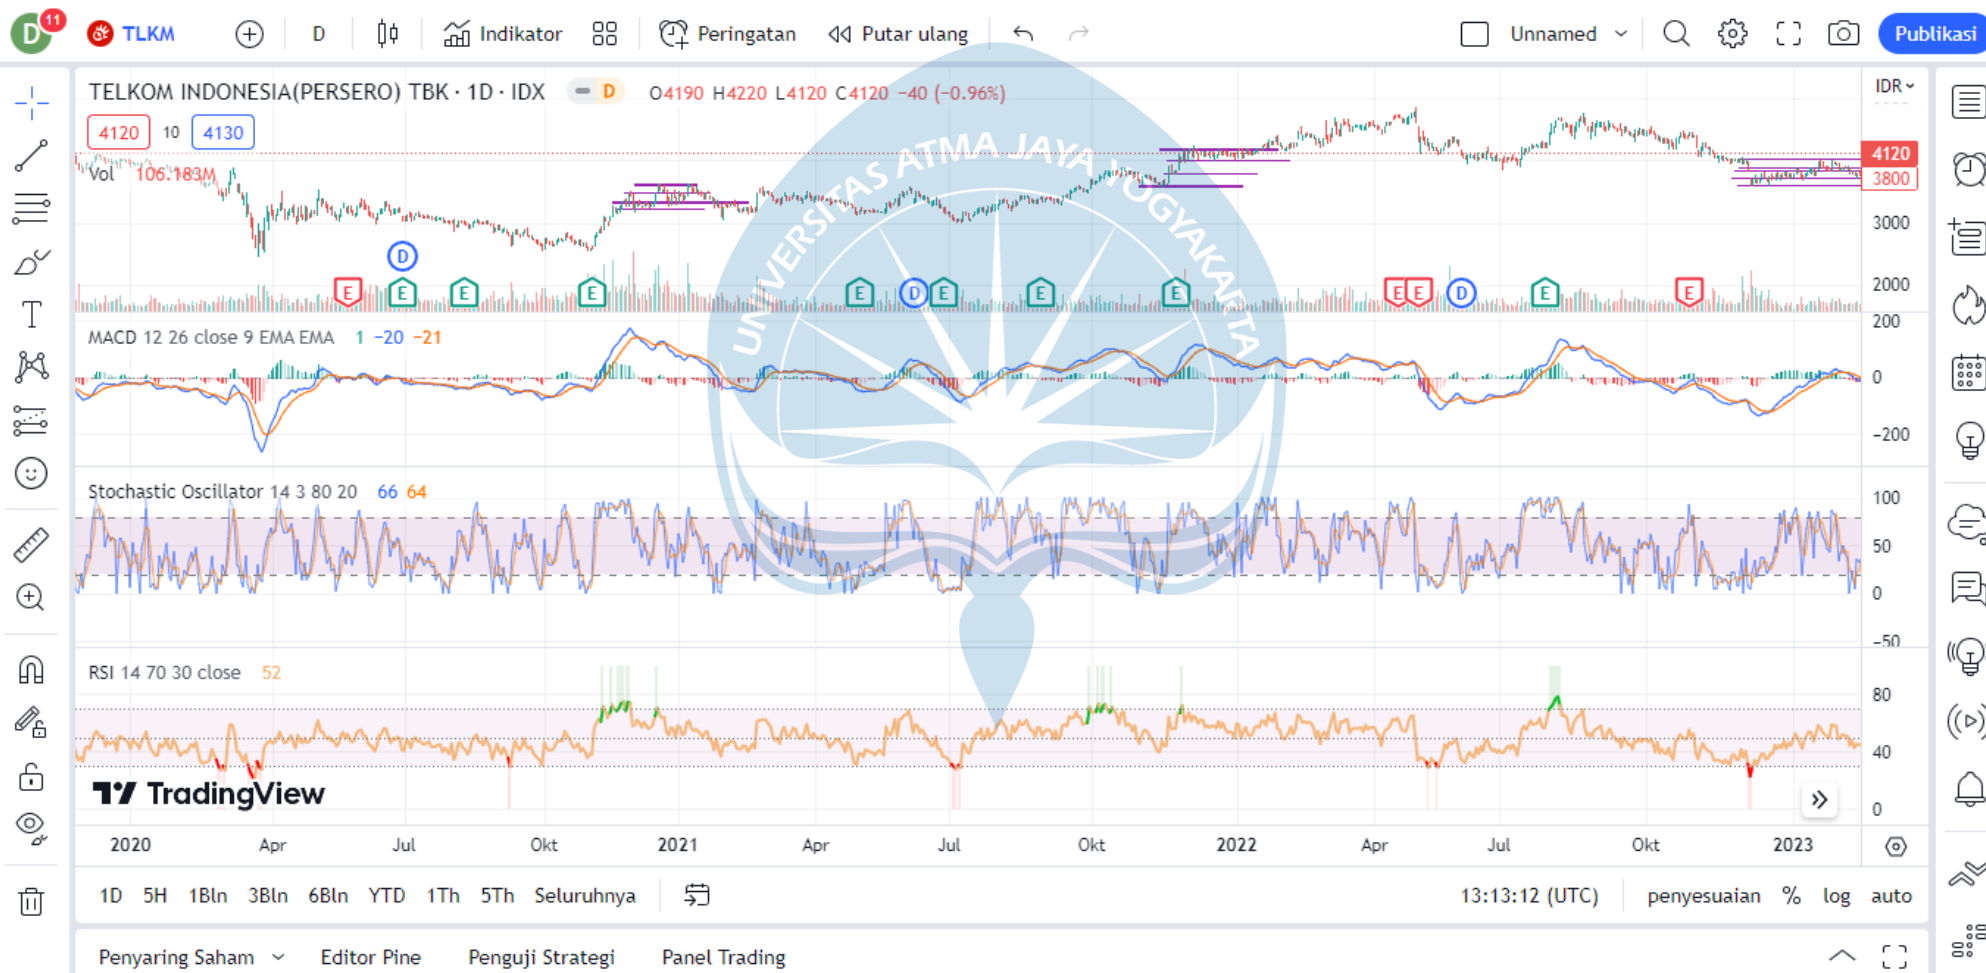 D 11 TLKM D Indikator Peringatan Putar ulang Unnamed Publikasi
TELKOM INDONESIA(PERSERO) TBK · 1D · IDX D O4190 H4220 L4120 C4120 −40 (−0.96%) IDR
4120 10 4130
Vol 106.183M
4120
3800
3000
2000
D
E E E E E D E E E E E D E E
UNIVERSITAS ATMA JAYA YOGYAKARTA
MACD 12 26 close 9 EMA EMA 1 −20 −21
200
0
−200
Stochastic Oscillator 14 3 80 20 66 64
100
50
0
−50
RSI 14 70 30 close 52
80
40
0
TradingView
2020 Apr Jul Okt 2021 Apr Jul Okt 2022 Apr Jul Okt 2023
1D 5H 1Bln 3Bln 6Bln YTD 1Th 5Th Seluruhnya 13:13:12 (UTC) penyesuaian % log auto
Penyaring Saham Editor Pine Penguji Strategi Panel Trading